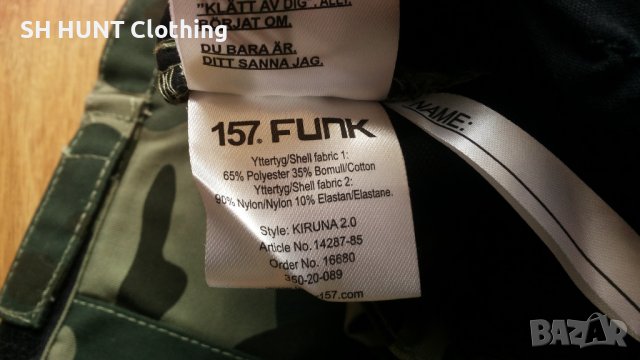 SH HUNT Clothing
"KLÄTT AV DIG". ALLT
BÖRJAT OM.
DU BARA ÄR.
DITT SANNA JAG.
NAME:
157. FUNK
Yttertyg/Shell fabric 1:
65% Polyester 35% Bomull/Cotton
Yttertyg/Shell fabric 2:
90% Nylon/Nylon 10% Elastan/Elastane.
Style: KIRUNA 2.0
Article No. 14287-85
Order No. 16680
-20-089
157.com
BAZAR